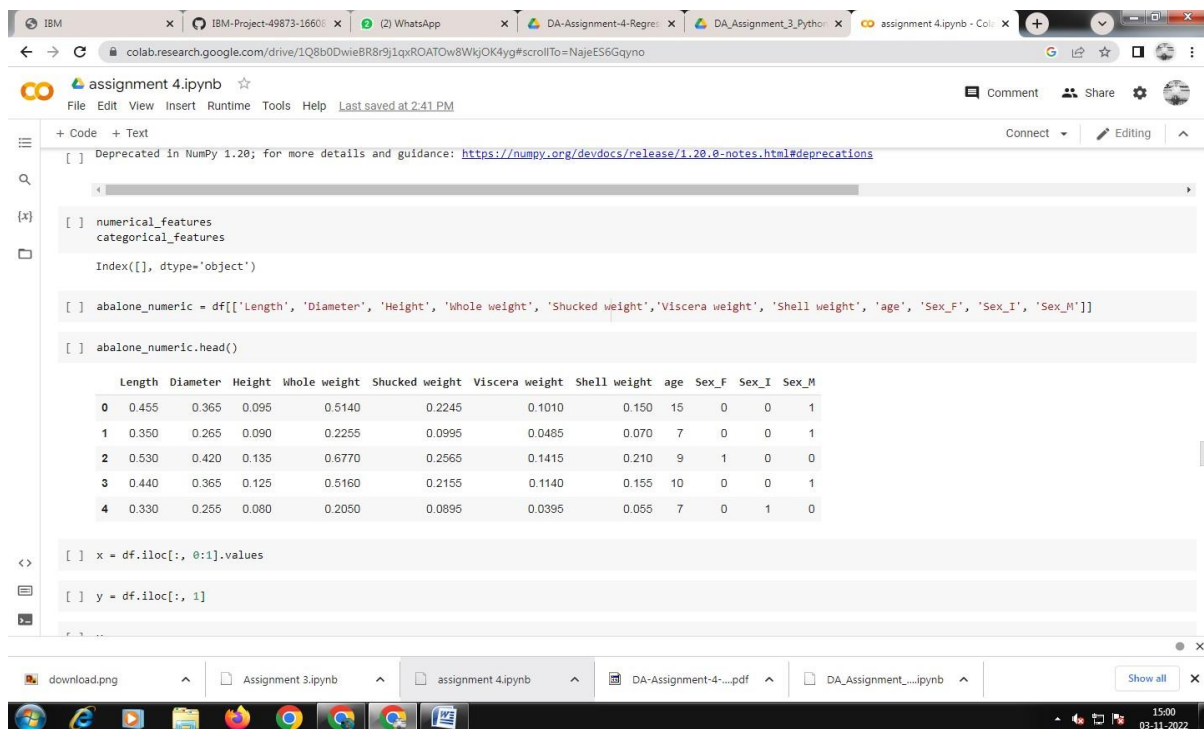 IBM
IBM-Project-49873-16608
(2) WhatsApp
DA-Assignment-4-Regres
DA_Assignment_3_Python
assignment 4.ipynb - Cola
colab.research.google.com/drive/1Q8b0DwieBR8r9j1qxROATOw8WkjOK4yg#scrollTo=NajeES6Gqyno
assignment 4.ipynb
File Edit View Insert Runtime Tools Help Last saved at 2:41 PM
Comment Share
+ Code + Text
Connect Editing
[ ] Deprecated in NumPy 1.20; for more details and guidance: https://numpy.org/devdocs/release/1.20.0-notes.html#deprecations
{x}
[ ] numerical_features
categorical_features
Index([], dtype='object')
[ ] abalone_numeric = df[['Length', 'Diameter', 'Height', 'Whole weight', 'Shucked weight','Viscera weight', 'Shell weight', 'age', 'Sex_F', 'Sex_I', 'Sex_M']]
[ ] abalone_numeric.head()
Length Diameter Height Whole weight Shucked weight Viscera weight Shell weight age Sex_F Sex_I Sex_M
0 0.455 0.365 0.095 0.5140 0.2245 0.1010 0.150 15 0 0 1
1 0.350 0.265 0.090 0.2255 0.0995 0.0485 0.070 7 0 0 1
2 0.530 0.420 0.135 0.6770 0.2565 0.1415 0.210 9 1 0 0
3 0.440 0.365 0.125 0.5160 0.2155 0.1140 0.155 10 0 0 1
4 0.330 0.255 0.080 0.2050 0.0895 0.0395 0.055 7 0 1 0
[ ] x = df.iloc[:, 0:1].values
[ ] y = df.iloc[:, 1]
download.png
Assignment 3.ipynb
assignment 4.ipynb
DA-Assignment-4-....pdf
DA_Assignment_....ipynb
Show all
15:00
03-11-2022